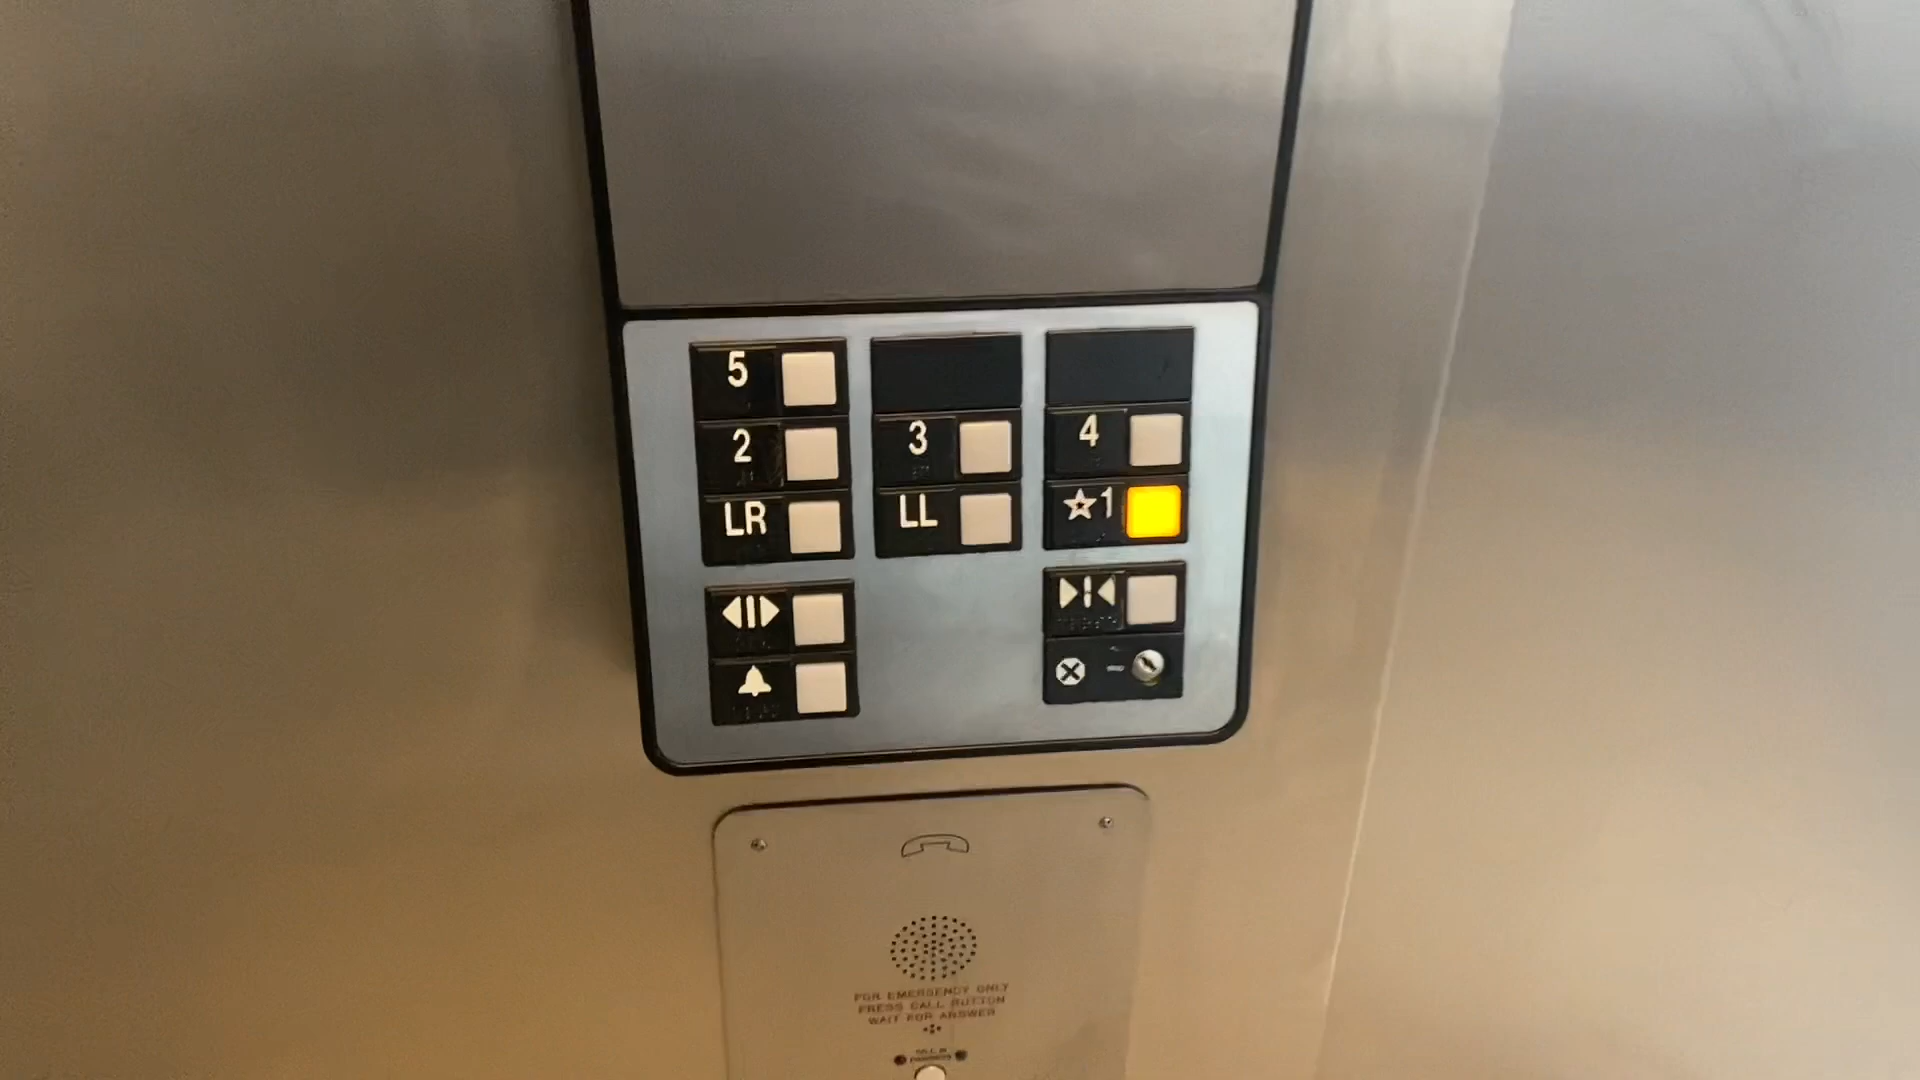 5
2
3
4
LR
LL
☆1
FOR EMERGENCY ONLY
PRESS CALL BUTTON
WAIT FOR ANSWER